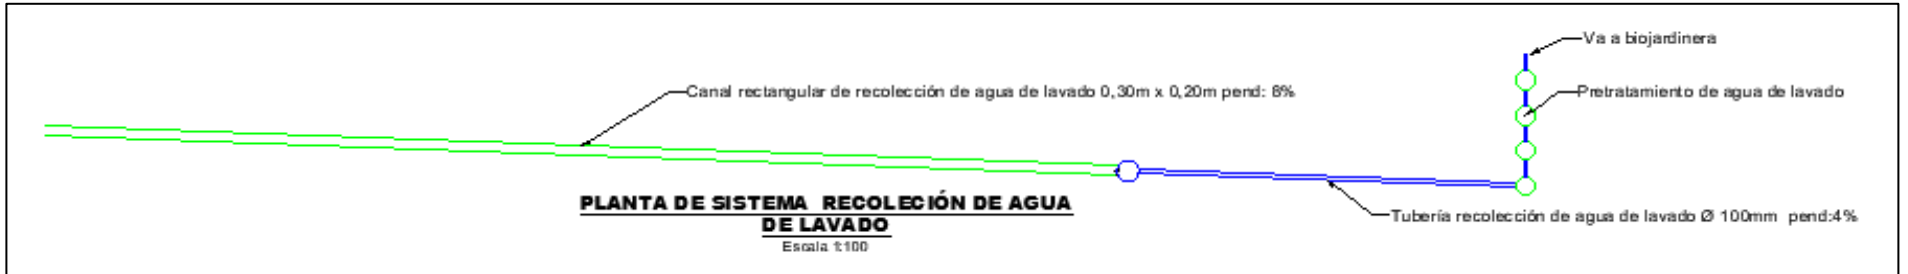 Va a biojardinera
Canal rectangular de recolección de agua de lavado 0,30m x 0,20m pend: 8%
Pretratamiento de agua de lavado
PLANTA DE SISTEMA RECOLECIÓN DE AGUA
DE LAVADO
Escala 1:100
Tubería recolección de agua de lavado Ø 100mm pend:4%